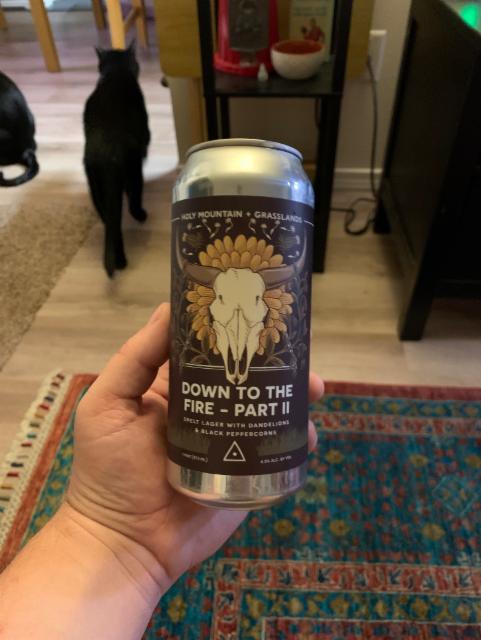 HOLY MOUNTAIN + GRASSLANDS
DOWN TO THE
FIRE - PART II
SPELT LAGER WITH DANDELIONS
& BLACK PEPPERCORNS